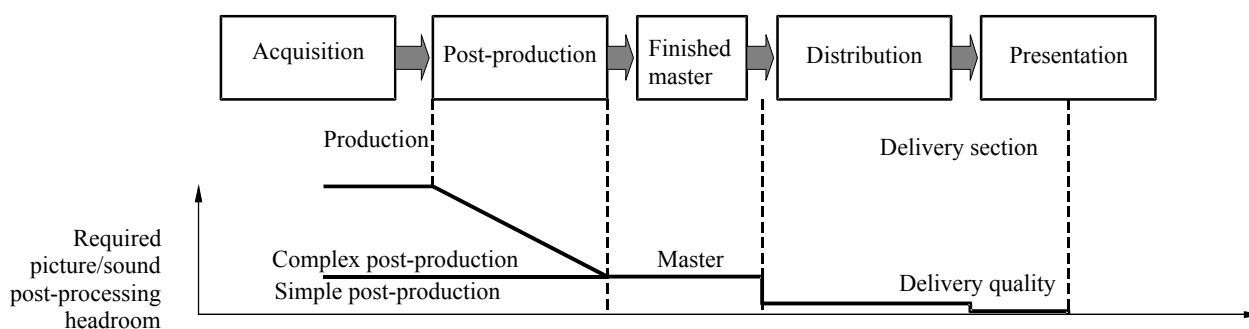 Acquisition
Post-production
Finished
master
Distribution
Presentation
Production
Delivery section
Required
picture/sound
post-processing
headroom
Complex post-production
Simple post-production
Master
Delivery quality